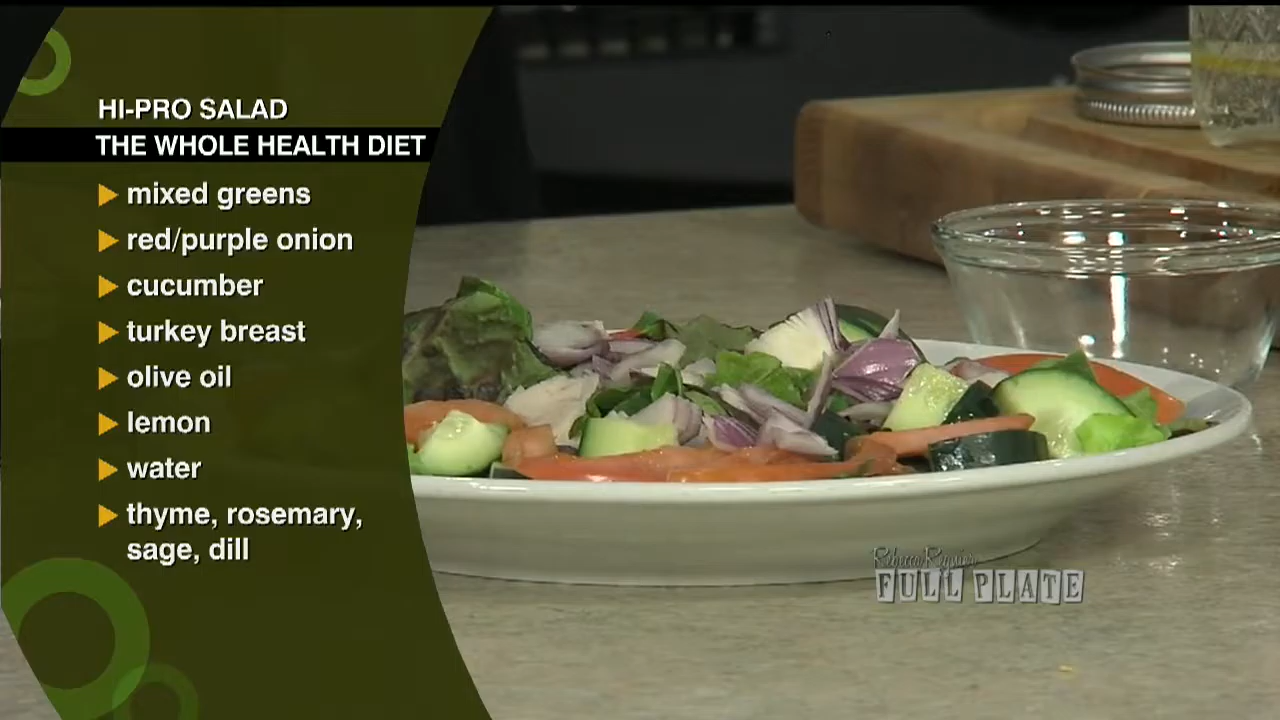 HI-PRO SALAD
THE WHOLE HEALTH DIET
mixed greens
red/purple onion
cucumber
turkey breast
olive oil
lemon
water
thyme, rosemary,
sage, dill
FULL PLATE